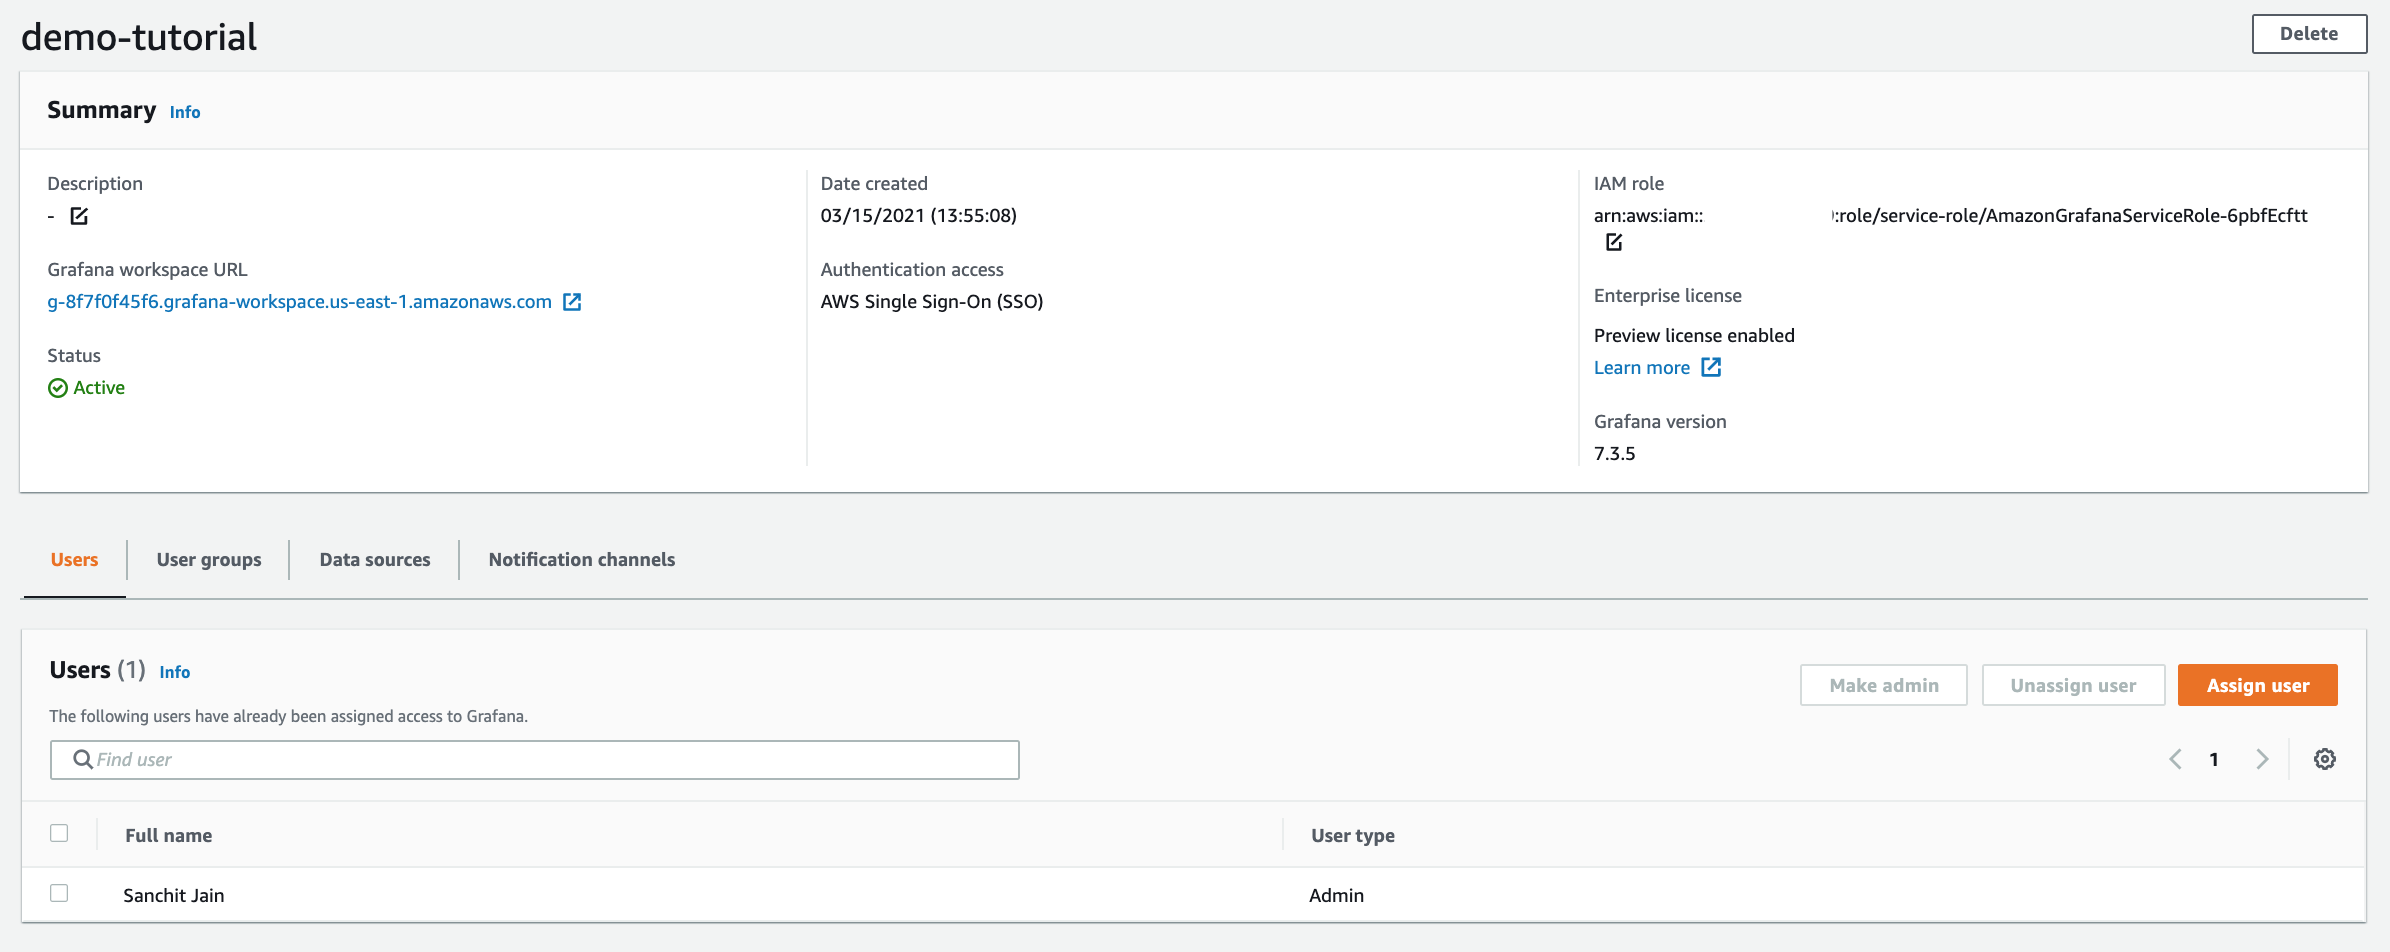 demo-tutorial
Delete
Summary Info
Description
-
Grafana workspace URL
g-8f7f0f45f6.grafana-workspace.us-east-1.amazonaws.com
Status
Active
Date created
03/15/2021 (13:55:08)
Authentication access
AWS Single Sign-On (SSO)
IAM role
arn:aws:iam:: :role/service-role/AmazonGrafanaServiceRole-6pbfEcftt
Enterprise license
Preview license enabled
Learn more
Grafana version
7.3.5
Users
User groups
Data sources
Notification channels
Users (1) Info
The following users have already been assigned access to Grafana.
Make admin
Unassign user
Assign user
Find user
1
Full name
User type
Sanchit Jain
Admin